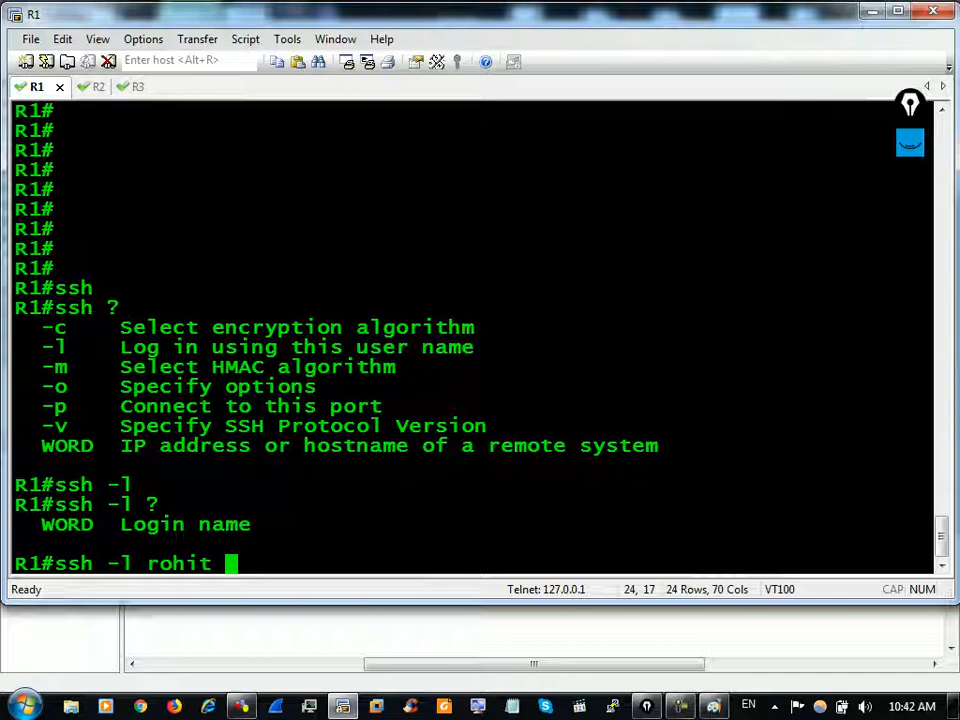 R1
File Edit View Options Transfer Script Tools Window Help
Enter host <Alt+R>
R1 R2 R3
R1#
R1#
R1#
R1#
R1#
R1#
R1#
R1#
R1#
R1#ssh
R1#ssh ?
-c Select encryption algorithm
-l Log in using this user name
-m Select HMAC algorithm
-o Specify options
-p Connect to this port
-v Specify SSH Protocol Version
WORD IP address or hostname of a remote system
R1#ssh -l
R1#ssh -l ?
WORD Login name
R1#ssh -l rohit
Ready Telnet: 127.0.0.1 24, 17 24 Rows, 70 Cols VT100 CAP NUM
EN 10:42 AM